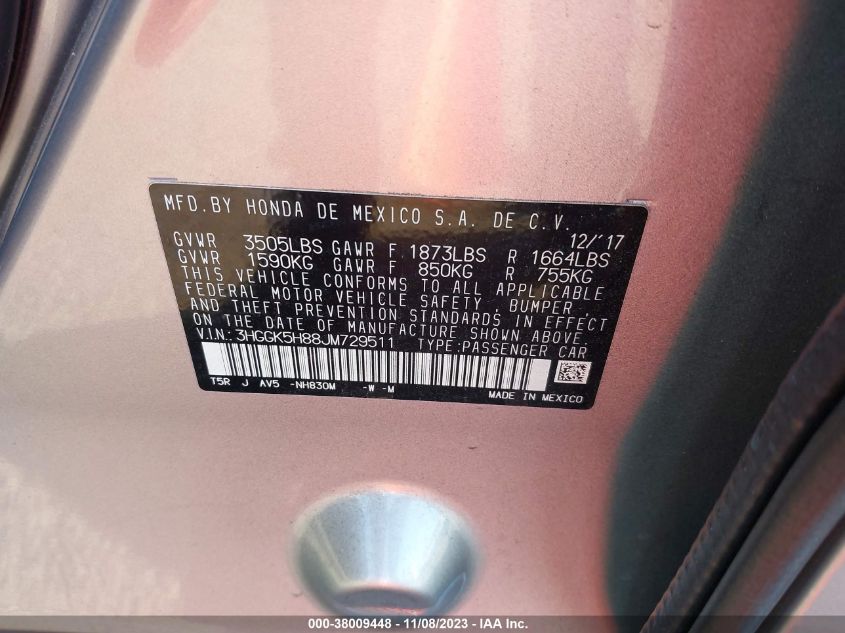 MFD.BY HONDA DE MEXICO S.A. DE C.V.
12/'17
GVWR 3505LBS GAWR F 1873LBS R 1664LBS
GVWR 1590KG GAWR F 850KG R 755KG
THIS VEHICLE CONFORMS TO ALL APPLICABLE
FEDERAL MOTOR VEHICLE SAFETY, BUMPER,
AND THEFT PREVENTION STANDARDS IN EFFECT
ON THE DATE OF MANUFACTURE SHOWN ABOVE.
V.I.N.:3HGGK5H88JM729511 TYPE:PASSENGER CAR
T5R J AV5 -NH830M -W -M
MADE IN MEXICO
000-38009448 - 11/08/2023 - IAA Inc.